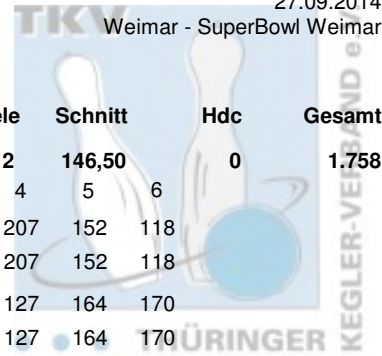 27.09.2014
Weimar - SuperBowl Weimar
Schnitt Hdc Gesamt
2 146,50 0 1.758
4 5 6
207 152 118
207 152 118
127 164 170
127 164 170
TKV
THÜRINGER
KEGLER-VERBAND e.V.